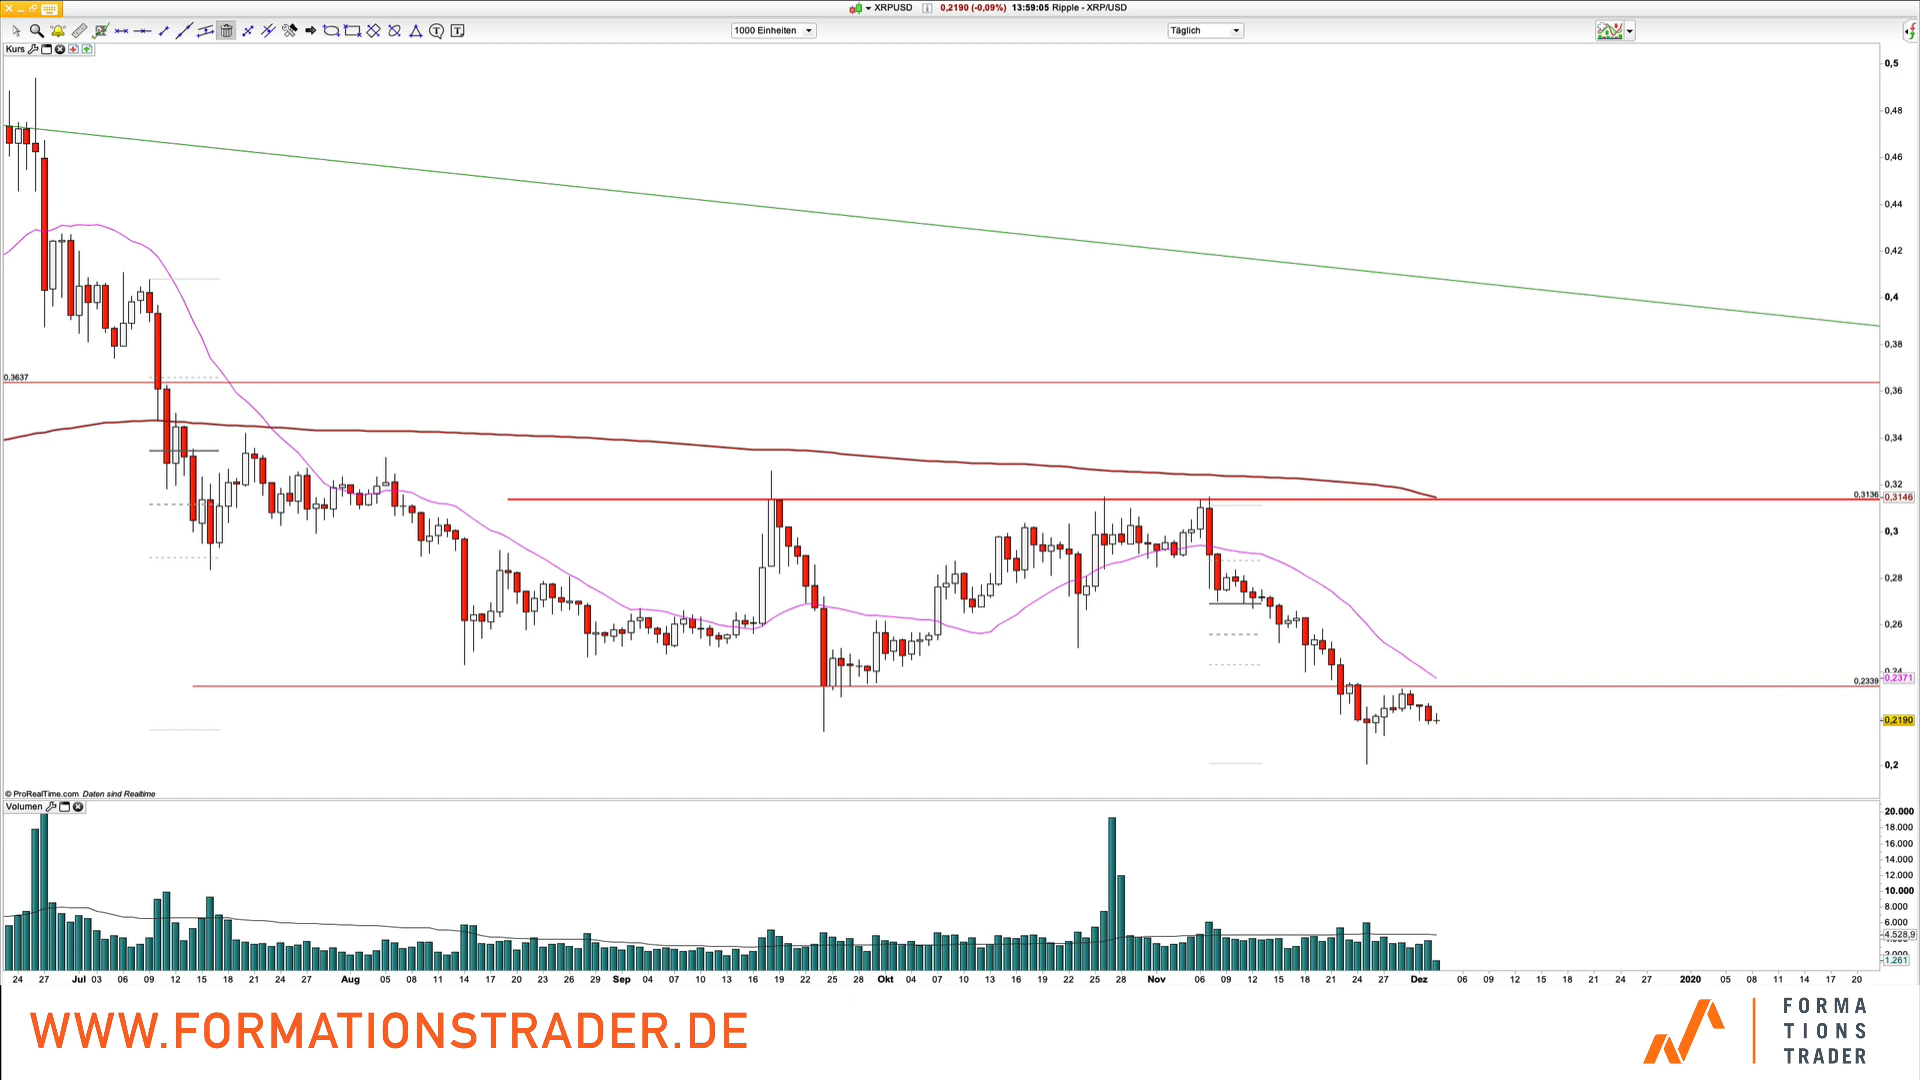 XRPUSD 0,2190 (-0,09%) 13:59:05 Ripple - XRP/USD
1000 Einheiten
Täglich
Kurs
0,5
0,48
0,46
0,44
0,42
0,4
0,38
0,3637
0,36
0,34
0,32
0,3136
0,3146
0,3
0,28
0,26
0,24
0,2339
0,2371
0,2190
0,2
© ProRealTime.com Daten sind Realtime
Volumen
20.000
18.000
16.000
14.000
12.000
10.000
8.000
6.000
4.528,9
2.000
1.261
24 27 Jul 03 06 09 12 15 18 21 24 27 Aug 05 08 11 14 17 20 23 26 29 Sep 04 07 10 13 16 19 22 25 28 Okt 04 07 10 13 16 19 22 25 28 Nov 06 09 12 15 18 21 24 27 Dez 06 09 12 15 18 21 24 27 2020 05 08 11 14 17 20
WWW.FORMATIONSTRADER.DE
FORMA
TIONS
TRADER